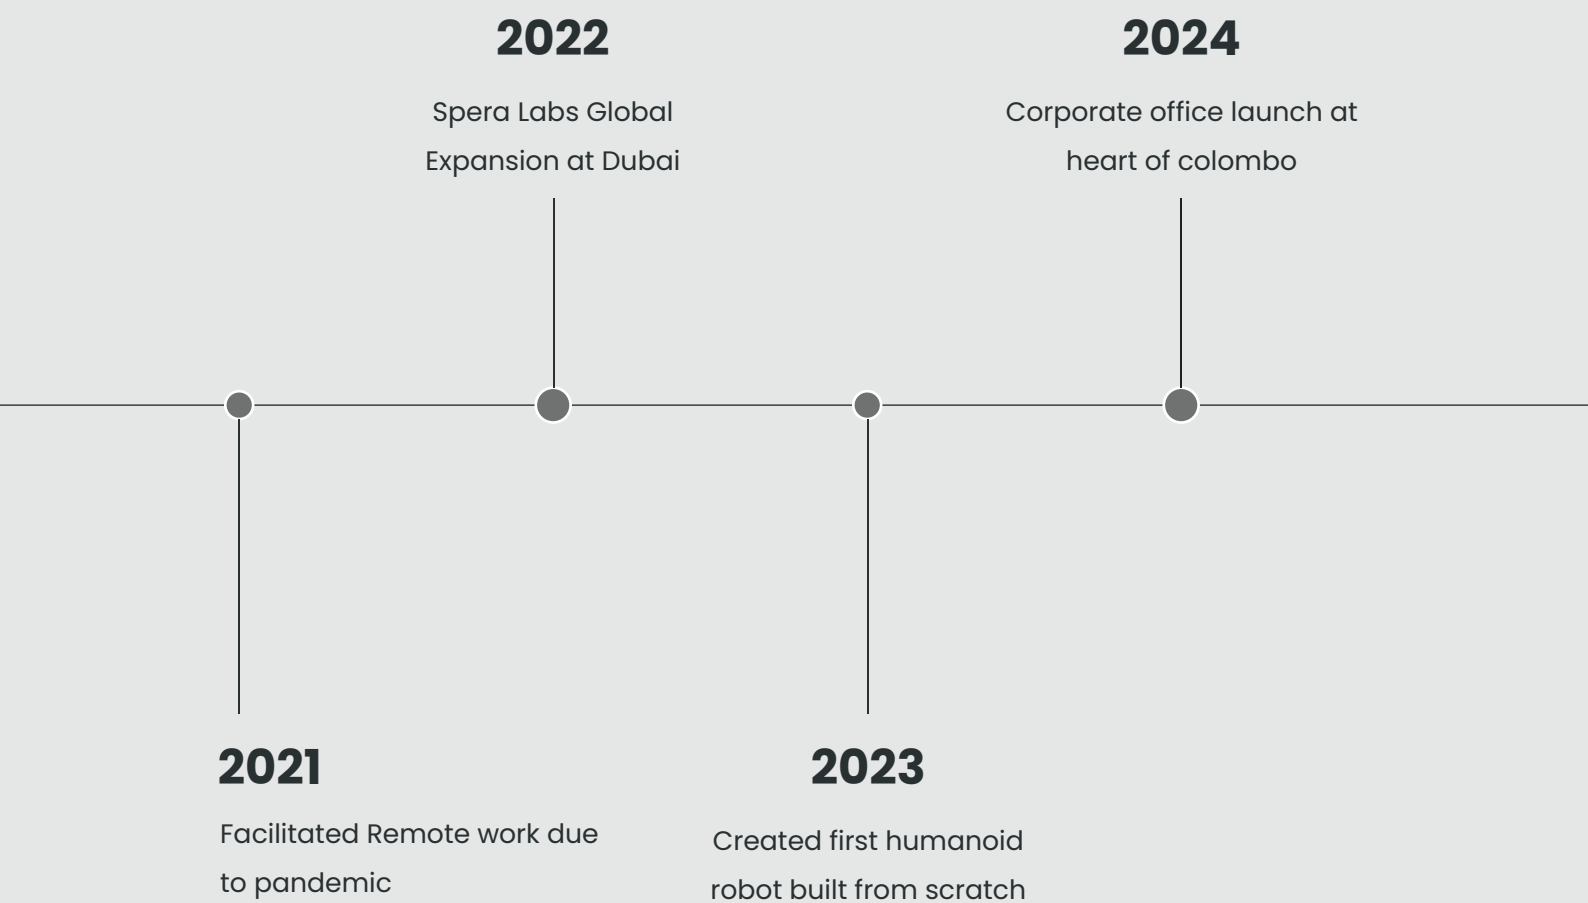 2022
Spera Labs Global
Expansion at Dubai
2024
Corporate office launch at
heart of colombo
2021
Facilitated Remote work due
to pandemic
2023
Created first humanoid
robot built from scratch